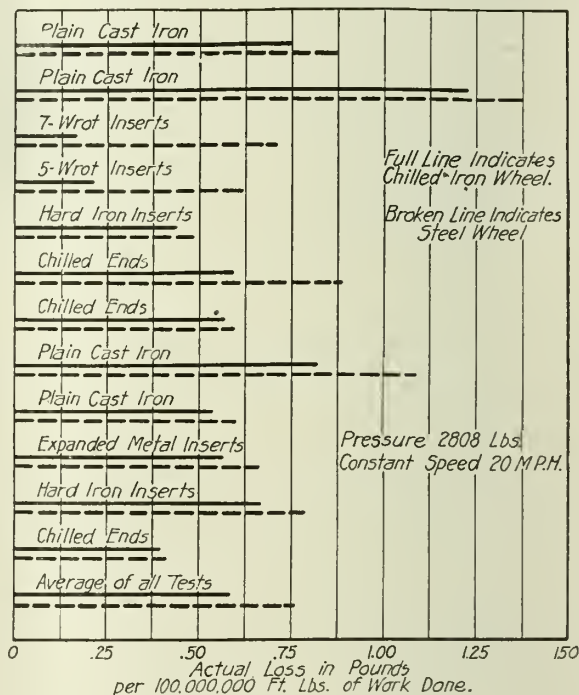 Plain Cast Iron
Plain Cast Iron
7-Wrot Inserts
5-Wrot Inserts
Full Line Indicates
Chilled Iron Wheel.
Hard Iron Inserts
Broken Line Indicates
Steel Wheel
Chilled Ends
Chilled Ends
Plain Cast Iron
Plain Cast Iron
Expanded Metal Inserts
Pressure 2808 Lbs.
Constant Speed 20 M.P.H.
Hard Iron Inserts
Chilled Ends
Average of all Tests
0 .25 .50 .75 1.00 1.25 1.50
Actual Loss in Pounds
per 100,000,000 Ft. Lbs. of Work Done.